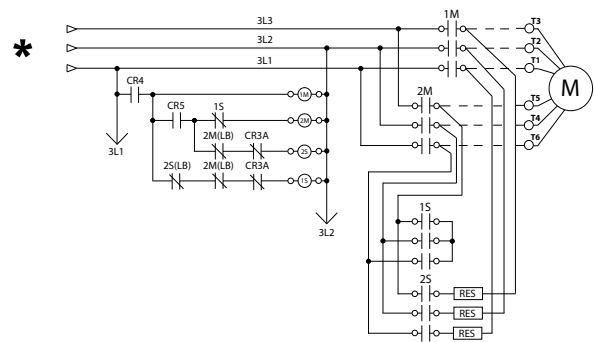 1M
3L3
T3
*
3L2
T2
3L1
T1
CR4
M
2M
1M
CR5
1S
T5
2M
T4
2M(LB)
CR3A
T6
3L1
2S
2S(LB)
2M(LB)
CR3A
1S
1S
3L2
2S
RES
RES
RES